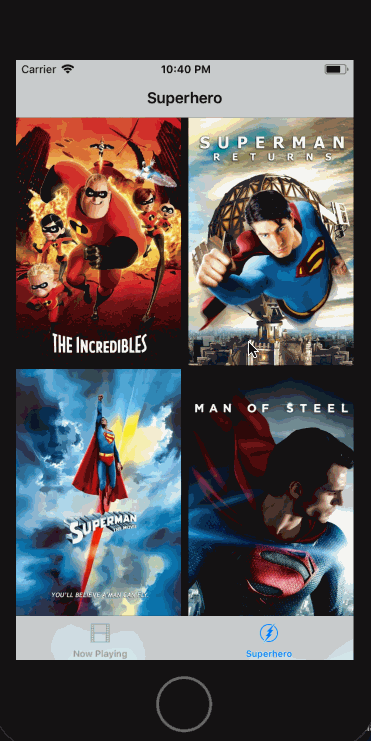 Carrier 10:40 PM
Superhero
THE INCREDIBLES
SUPERMAN
RETURNS
SUPERMAN
THE MOVIE
YOU'LL BELIEVE A MAN CAN FLY.
MAN OF STEEL
Now Playing
Superhero